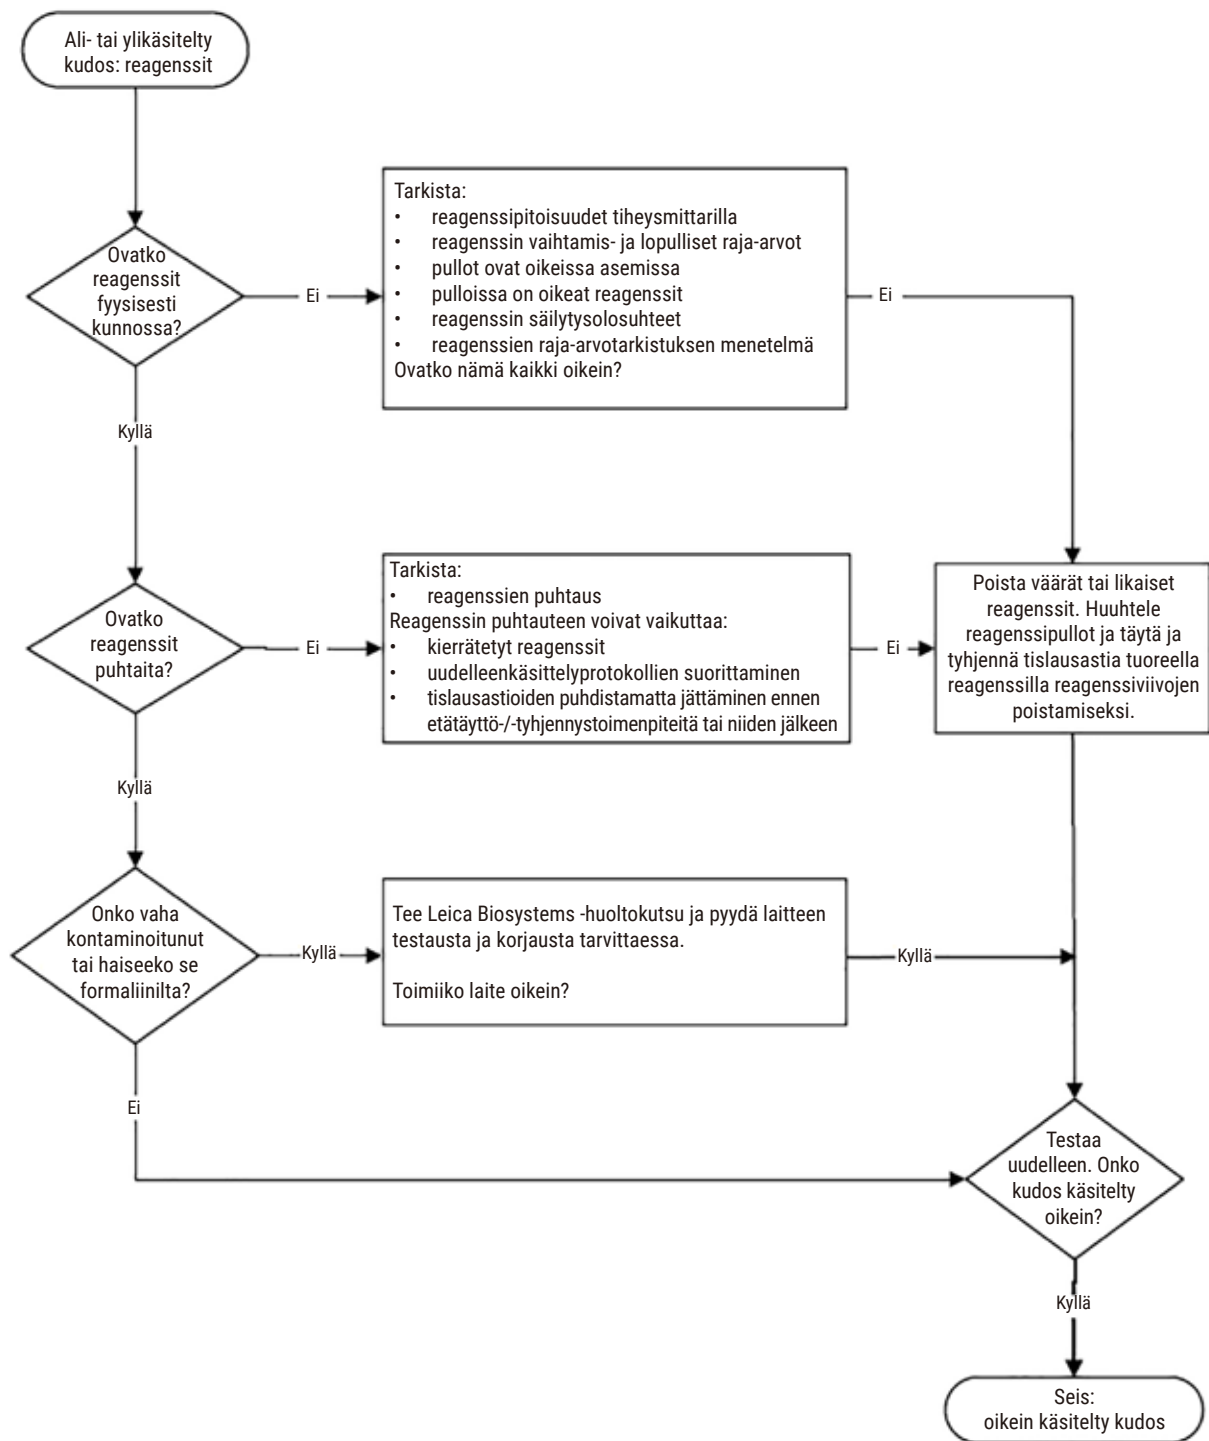 Ali- tai ylikäsitelty
kudos: reagenssit
Ovatko
reagenssit
fyysisesti
kunnossa?
Ei
Tarkista:
• reagenssipitoisuudet tiheysmittarilla
• reagenssin vaihtamis- ja lopulliset raja-arvot
• pullot ovat oikeissa asemissa
• pulloissa on oikeat reagenssit
• reagenssin säilytysolosuhteet
• reagenssien raja-arvotarkistuksen menetelmä
Ovatko nämä kaikki oikein?
Ei
Kyllä
Ovatko
reagenssit
puhtaita?
Ei
Tarkista:
• reagenssien puhtaus
Reagenssin puhtauteen voivat vaikuttaa:
• kierrätetyt reagenssit
• uudelleenkäsittelyprotokollien suorittaminen
• tislausastioiden puhdistamatta jättäminen ennen
etätäyttö-/-tyhjennystoimenpiteitä tai niiden jälkeen
Ei
Poista väärät tai likaiset
reagenssit. Huuhtele
reagenssipullot ja täytä ja
tyhjennä tislausastia tuoreella
reagenssilla reagenssiviivojen
poistamiseksi.
Kyllä
Onko vaha
kontaminoitunut
tai haiseeko se
formaliinilta?
Kyllä
Tee Leica Biosystems -huoltokutsu ja pyydä laitteen
testausta ja korjausta tarvittaessa.
Toimiiko laite oikein?
Kyllä
Ei
Testaa
uudelleen. Onko
kudos käsitelty
oikein?
Kyllä
Seis:
oikein käsitelty kudos